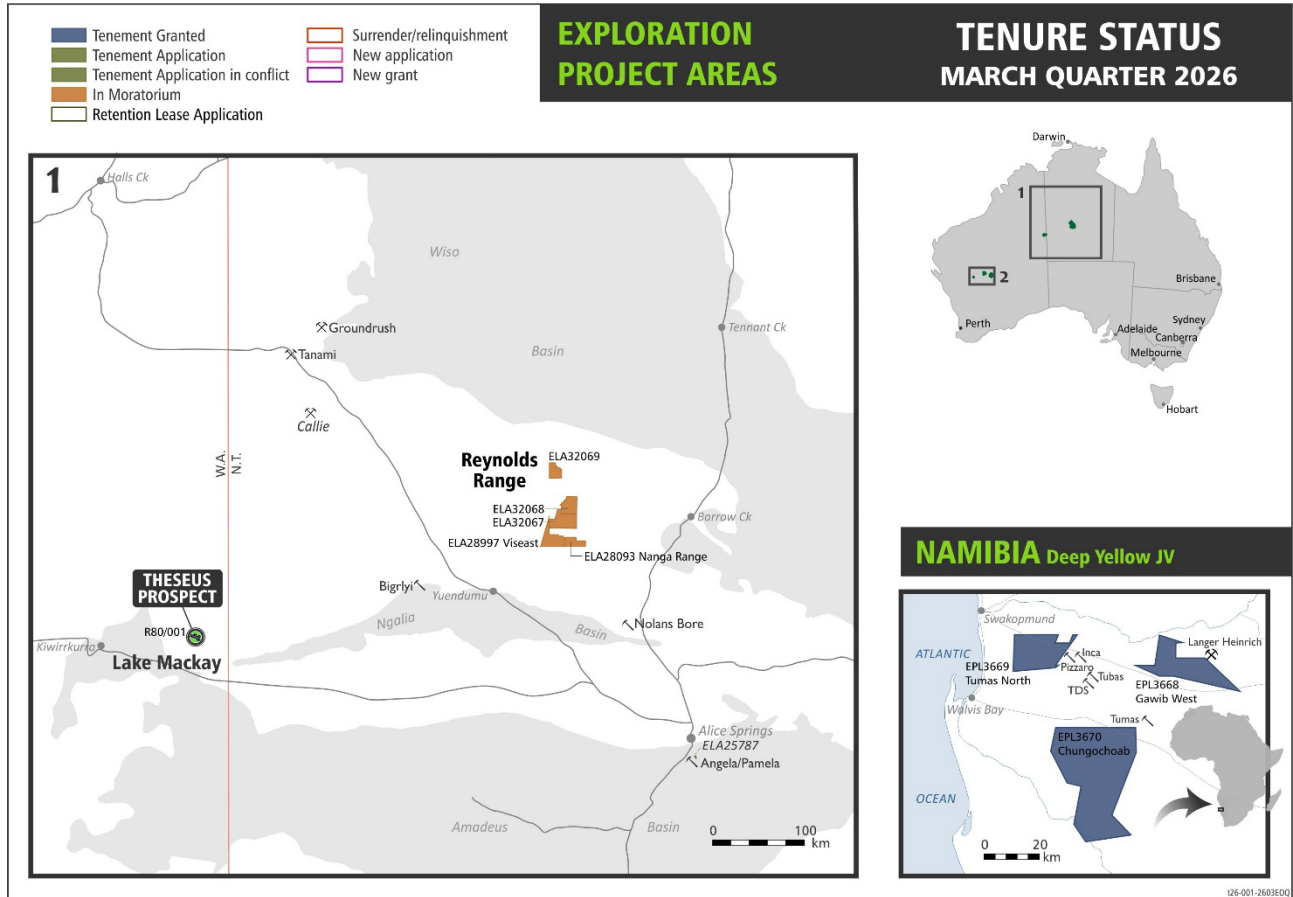 Tenement Granted
Tenement Application
Tenement Application in conflict
In Moratorium
Retention Lease Application
Surrender/relinquishment
New application
New grant
EXPLORATION
PROJECT AREAS
TENURE STATUS
MARCH QUARTER 2026
1
Halls Ck
Wiso
Groundrush
Tennant Ck
Basin
Tanami
Callie
W.A.
N.T.
Reynolds
Range
ELA32069
ELA32068
ELA32067
Barrow Ck
ELA28997 Viseast
ELA28093 Nanga Range
THESEUS
PROSPECT
Bigrlyi
Yuendumu
Ngalia
Basin
Nolans Bore
R80/001
Kiwirrkurra
Lake Mackay
Alice Springs
ELA25787
Angela/Pamela
Amadeus
Basin
0 100
km
Darwin
1
2
Brisbane
Perth
Sydney
Adelaide
Canberra
Melbourne
Hobart
NAMIBIA Deep Yellow JV
Swakopmund
ATLANTIC
Langer Heinrich
Inca
Pizzaro
EPL3669
Tumas North
Tubas
TDS
EPL3668
Gawib West
Walvis Bay
Tumas
EPL3670
Chungochoab
OCEAN
0 20
km
t26-001-2603EOQ